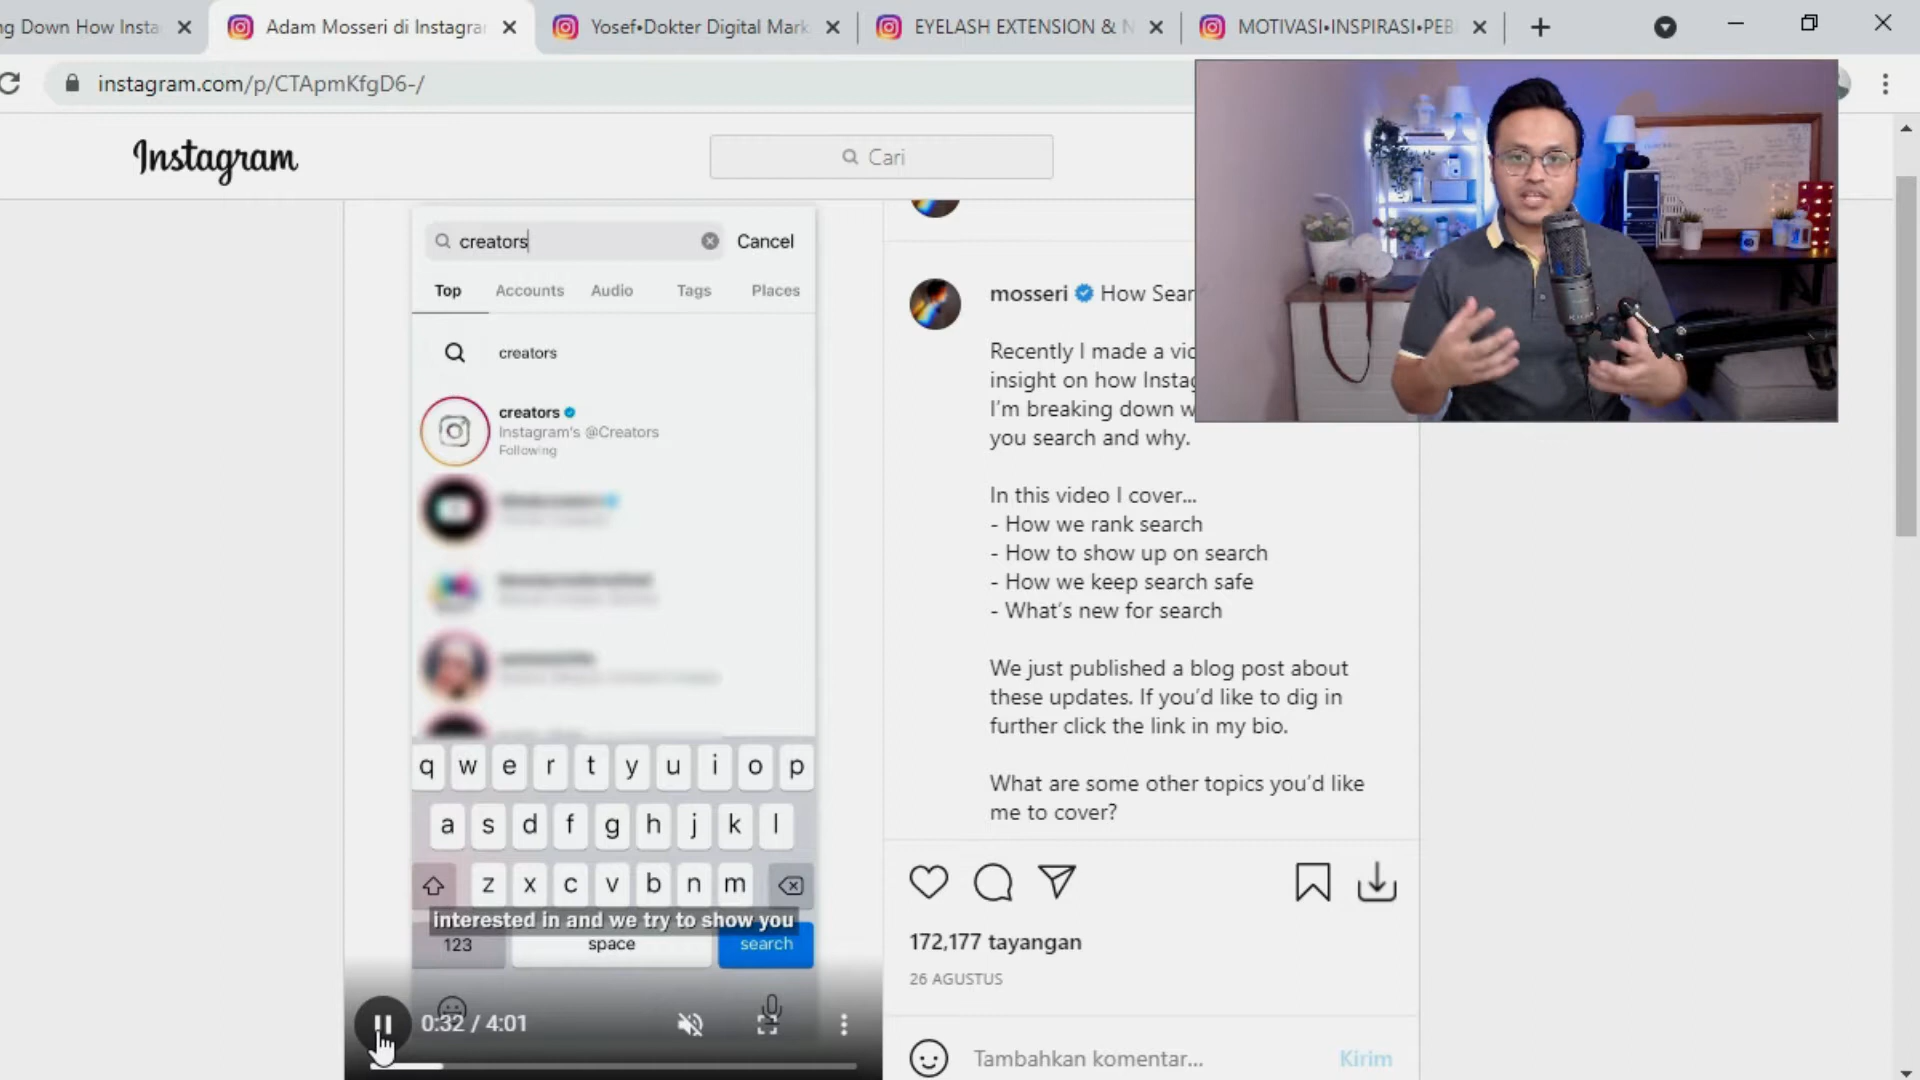 g Down How Insta
Adam Mosseri di Instagra
Yosef•Dokter Digital Mark
EYELASH EXTENSION & N
MOTIVASI•INSPIRASI•PEB
instagram.com/p/CTApmKfgD6-/
Instagram
Cari
creators
Cancel
Top
Accounts
Audio
Tags
Places
creators
creators
Instagram's @Creators
Following
q w e r t y u i o p
a s d f g h j k l
z x c v b n m
interested in and we try to show you
123
space
search
0:32 / 4:01
mosseri How Sear
Recently I made a vid
insight on how Instag
I'm breaking down w
you search and why.
In this video I cover...
- How we rank search
- How to show up on search
- How we keep search safe
- What's new for search
We just published a blog post about
these updates. If you'd like to dig in
further click the link in my bio.
What are some other topics you'd like
me to cover?
172,177 tayangan
26 AGUSTUS
Tambahkan komentar...
Kirim